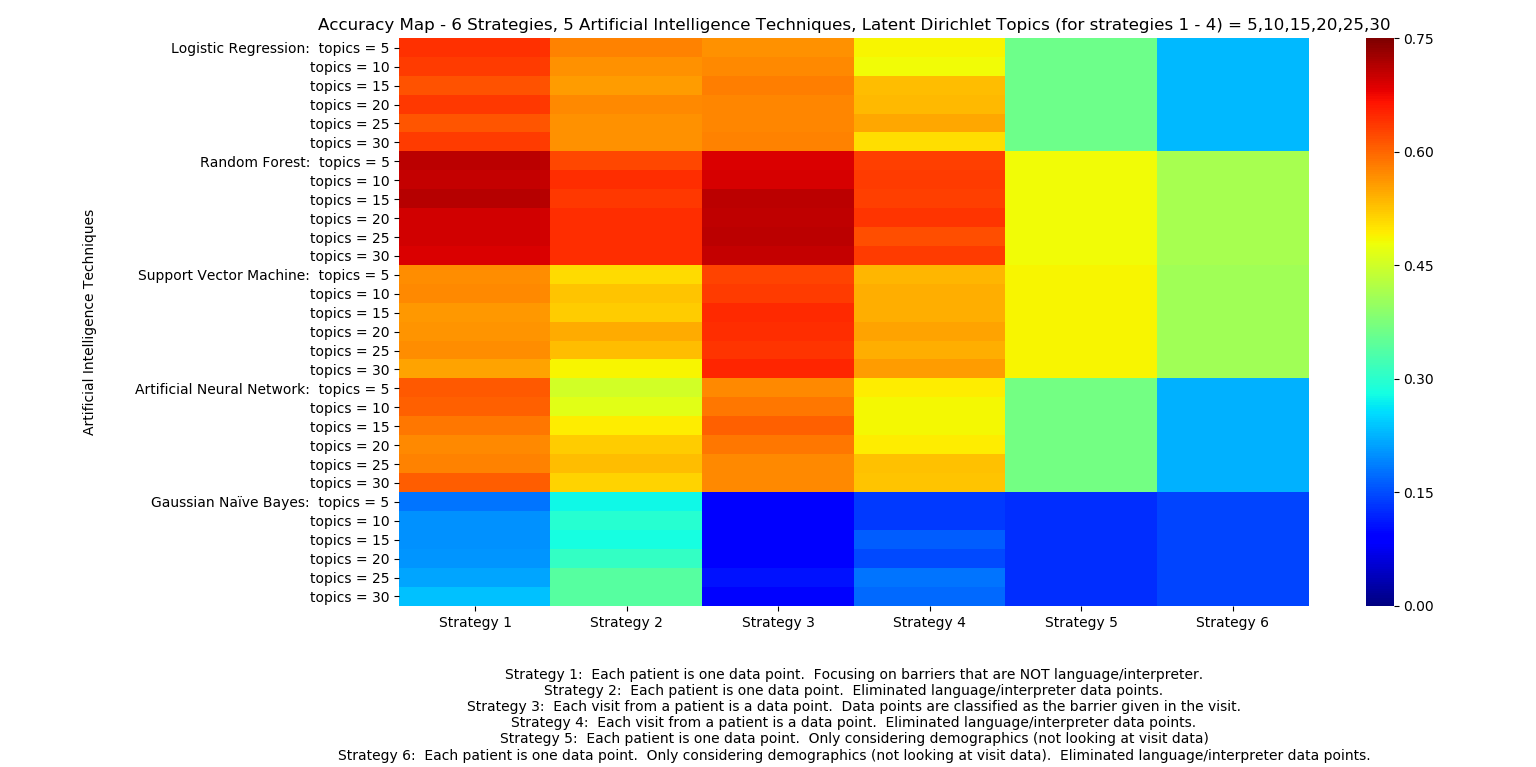 Accuracy Map - 6 Strategies, 5 Artificial Intelligence Techniques, Latent Dirichlet Topics (for strategies 1 - 4) = 5,10,15,20,25,30
Artificial Intelligence Techniques
Logistic Regression:  topics = 5
topics = 10
topics = 15
topics = 20
topics = 25
topics = 30
Random Forest:  topics = 5
topics = 10
topics = 15
topics = 20
topics = 25
topics = 30
Support Vector Machine:  topics = 5
topics = 10
topics = 15
topics = 20
topics = 25
topics = 30
Artificial Neural Network:  topics = 5
topics = 10
topics = 15
topics = 20
topics = 25
topics = 30
Gaussian Naïve Bayes:  topics = 5
topics = 10
topics = 15
topics = 20
topics = 25
topics = 30
Strategy 1
Strategy 2
Strategy 3
Strategy 4
Strategy 5
Strategy 6
0.75
0.60
0.45
0.30
0.15
0.00
Strategy 1:  Each patient is one data point.  Focusing on barriers that are NOT language/interpreter.
Strategy 2:  Each patient is one data point.  Eliminated language/interpreter data points.
Strategy 3:  Each visit from a patient is a data point.  Data points are classified as the barrier given in the visit.
Strategy 4:  Each visit from a patient is a data point.  Eliminated language/interpreter data points.
Strategy 5:  Each patient is one data point.  Only considering demographics (not looking at visit data)
Strategy 6:  Each patient is one data point.  Only considering demographics (not looking at visit data).  Eliminated language/interpreter data points.